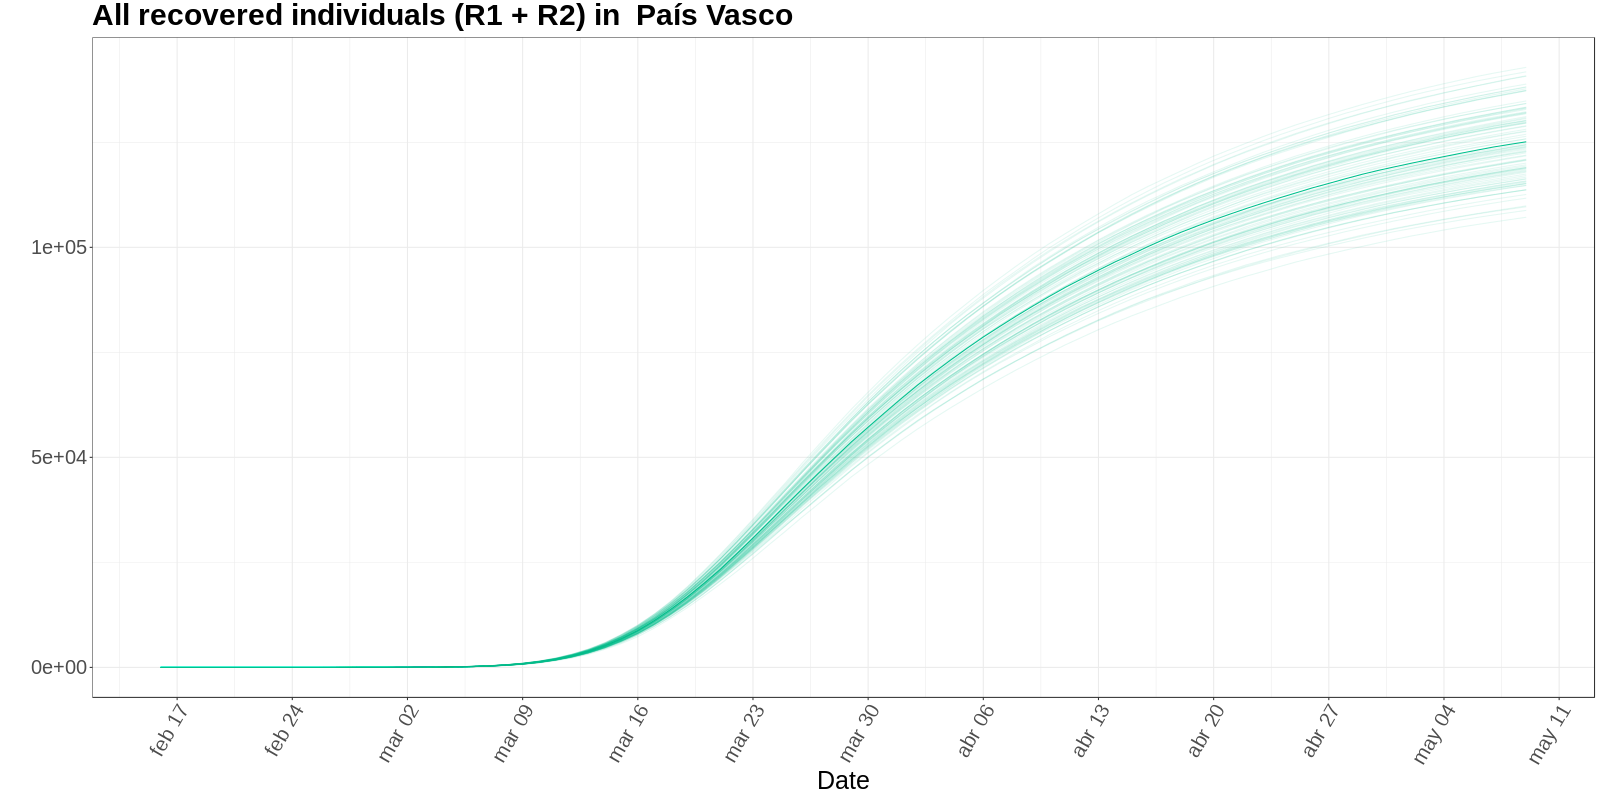 All recovered individuals (R1 + R2) in  País Vasco
1e+05
5e+04
0e+00
feb 17
feb 24
mar 02
mar 09
mar 16
mar 23
mar 30
abr 06
abr 13
abr 20
abr 27
may 04
may 11
Date